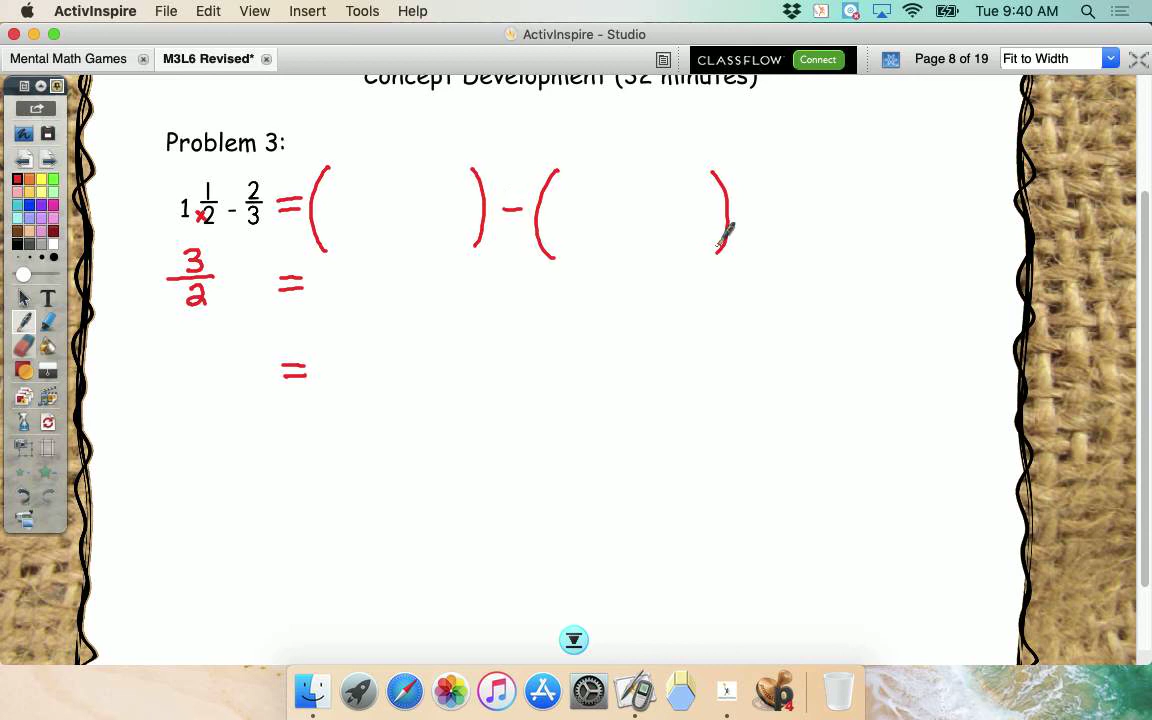 ActivInspire File Edit View Insert Tools Help Tue 9:40 AM
ActivInspire - Studio
Mental Math Games M3L6 Revised* CLASSFLOW Connect Page 8 of 19 Fit to Width
Concept Development (32 minutes)
Problem 3:
1 1/2 - 2/3 = ( ) - ( )
×
3/2 =
=
T